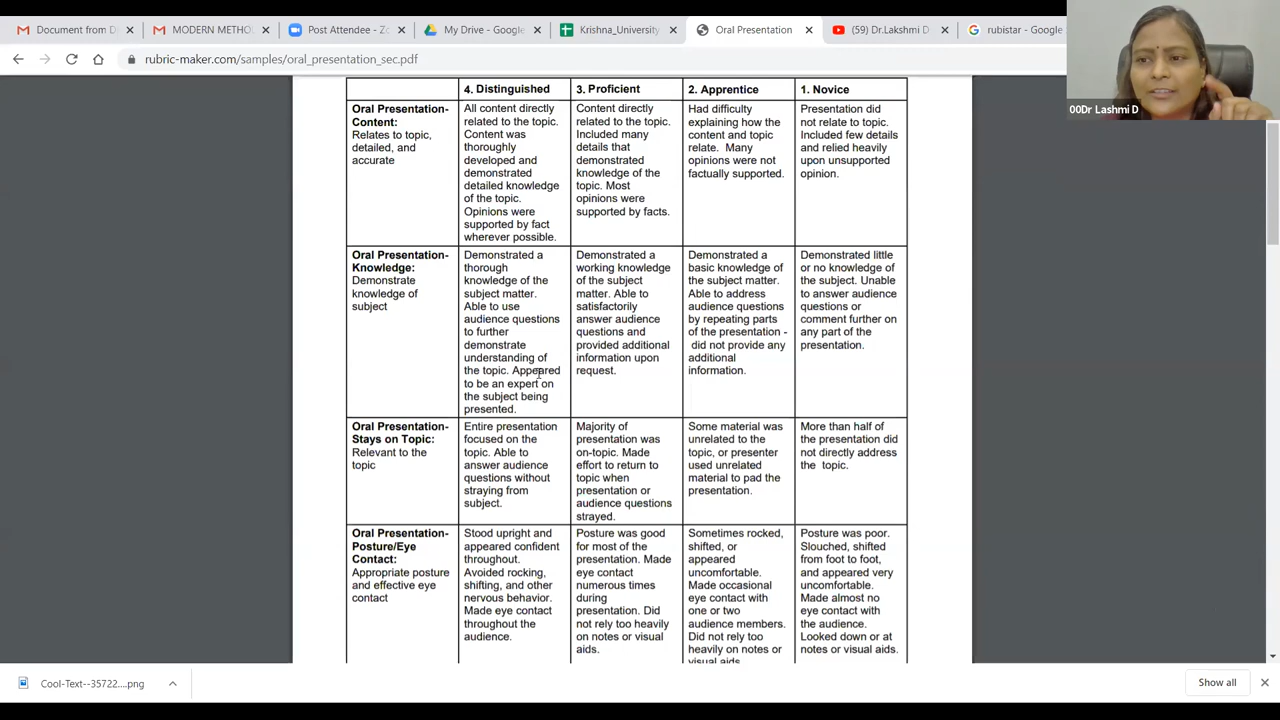 Document from D
MODERN METHOL
Post Attendee - Zo
My Drive - Google
Krishna_University
Oral Presentation
(59) Dr.Lakshmi D
rubistar - Google
rubric-maker.com/samples/oral_presentation_sec.pdf
00Dr Lashmi D
4. Distinguished
3. Proficient
2. Apprentice
1. Novice
Oral Presentation-
Content:
Relates to topic,
detailed, and
accurate
All content directly
related to the topic.
Content was
thoroughly
developed and
demonstrated
detailed knowledge
of the topic.
Opinions were
supported by fact
wherever possible.
Content directly
related to the topic.
Included many
details that
demonstrated
knowledge of the
topic. Most
opinions were
supported by facts.
Had difficulty
explaining how the
content and topic
relate. Many
opinions were not
factually supported.
Presentation did
not relate to topic.
Included few details
and relied heavily
upon unsupported
opinion.
Oral Presentation-
Knowledge:
Demonstrate
knowledge of
subject
Demonstrated a
thorough
knowledge of the
subject matter.
Able to use
audience questions
to further
demonstrate
understanding of
the topic. Appeared
to be an expert on
the subject being
presented.
Demonstrated a
working knowledge
of the subject
matter. Able to
satisfactorily
answer audience
questions and
provided additional
information upon
request.
Demonstrated a
basic knowledge of
the subject matter.
Able to address
audience questions
by repeating parts
of the presentation -
did not provide any
additional
information.
Demonstrated little
or no knowledge of
the subject. Unable
to answer audience
questions or
comment further on
any part of the
presentation.
Oral Presentation-
Stays on Topic:
Relevant to the
topic
Entire presentation
focused on the
topic. Able to
answer audience
questions without
straying from
subject.
Majority of
presentation was
on-topic. Made
effort to return to
topic when
presentation or
audience questions
strayed.
Some material was
unrelated to the
topic, or presenter
used unrelated
material to pad the
presentation.
More than half of
the presentation did
not directly address
the topic.
Oral Presentation-
Posture/Eye
Contact:
Appropriate posture
and effective eye
contact
Stood upright and
appeared confident
throughout.
Avoided rocking,
shifting, and other
nervous behavior.
Made eye contact
throughout the
audience.
Posture was good
for most of the
presentation. Made
eye contact
numerous times
during
presentation. Did
not rely too heavily
on notes or visual
aids.
Sometimes rocked,
shifted, or
appeared
uncomfortable.
Made occasional
eye contact with
one or two
audience members.
Did not rely too
heavily on notes or
visual aids
Posture was poor.
Slouched, shifted
from foot to foot,
and appeared very
uncomfortable.
Made almost no
eye contact with
the audience.
Looked down or at
notes or visual aids.
Cool-Text--35722....png
Show all